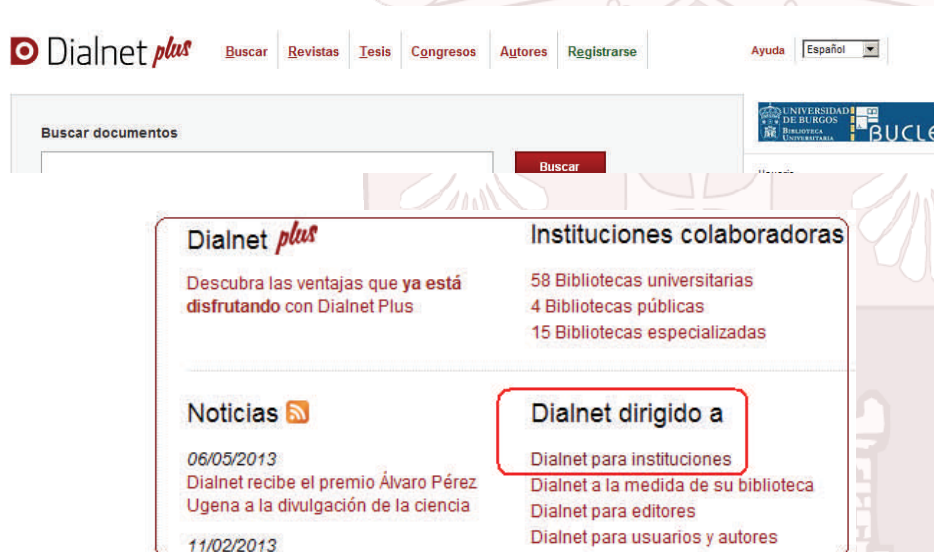 Dialnet plus Buscar Revistas Tesis Congresos Autores Registrarse Ayuda Español
UNIVERSIDAD
DE BURGOS
BIBLIOTECA
UNIVERSITARIA
BUCLE
Buscar documentos
Buscar
Usuario
Dialnet plus
Descubra las ventajas que ya está
disfrutando con Dialnet Plus
Instituciones colaboradoras
58 Bibliotecas universitarias
4 Bibliotecas públicas
15 Bibliotecas especializadas
Noticias
06/05/2013
Dialnet recibe el premio Álvaro Pérez
Ugena a la divulgación de la ciencia
11/02/2013
Dialnet dirigido a
Dialnet para instituciones
Dialnet a la medida de su biblioteca
Dialnet para editores
Dialnet para usuarios y autores